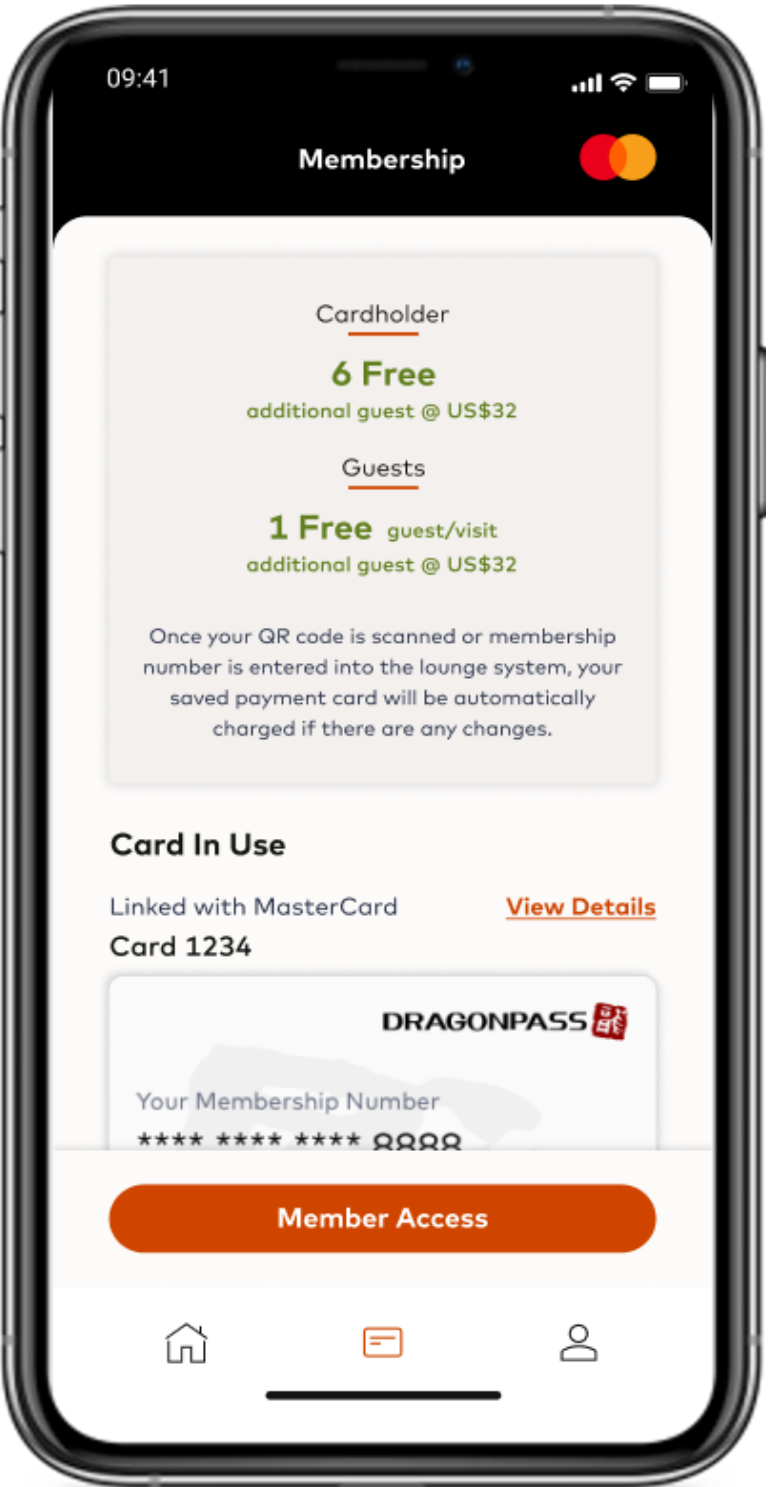 09:41
Membership
Cardholder
6 Free
additional guest @ US$32
Guests
1 Free guest/visit
additional guest @ US$32
Once your QR code is scanned or membership
number is entered into the lounge system, your
saved payment card will be automatically
charged if there are any changes.
Card In Use
Linked with MasterCard
View Details
Card 1234
DRAGONPASS
Your Membership Number
**** **** **** 8888
Member Access